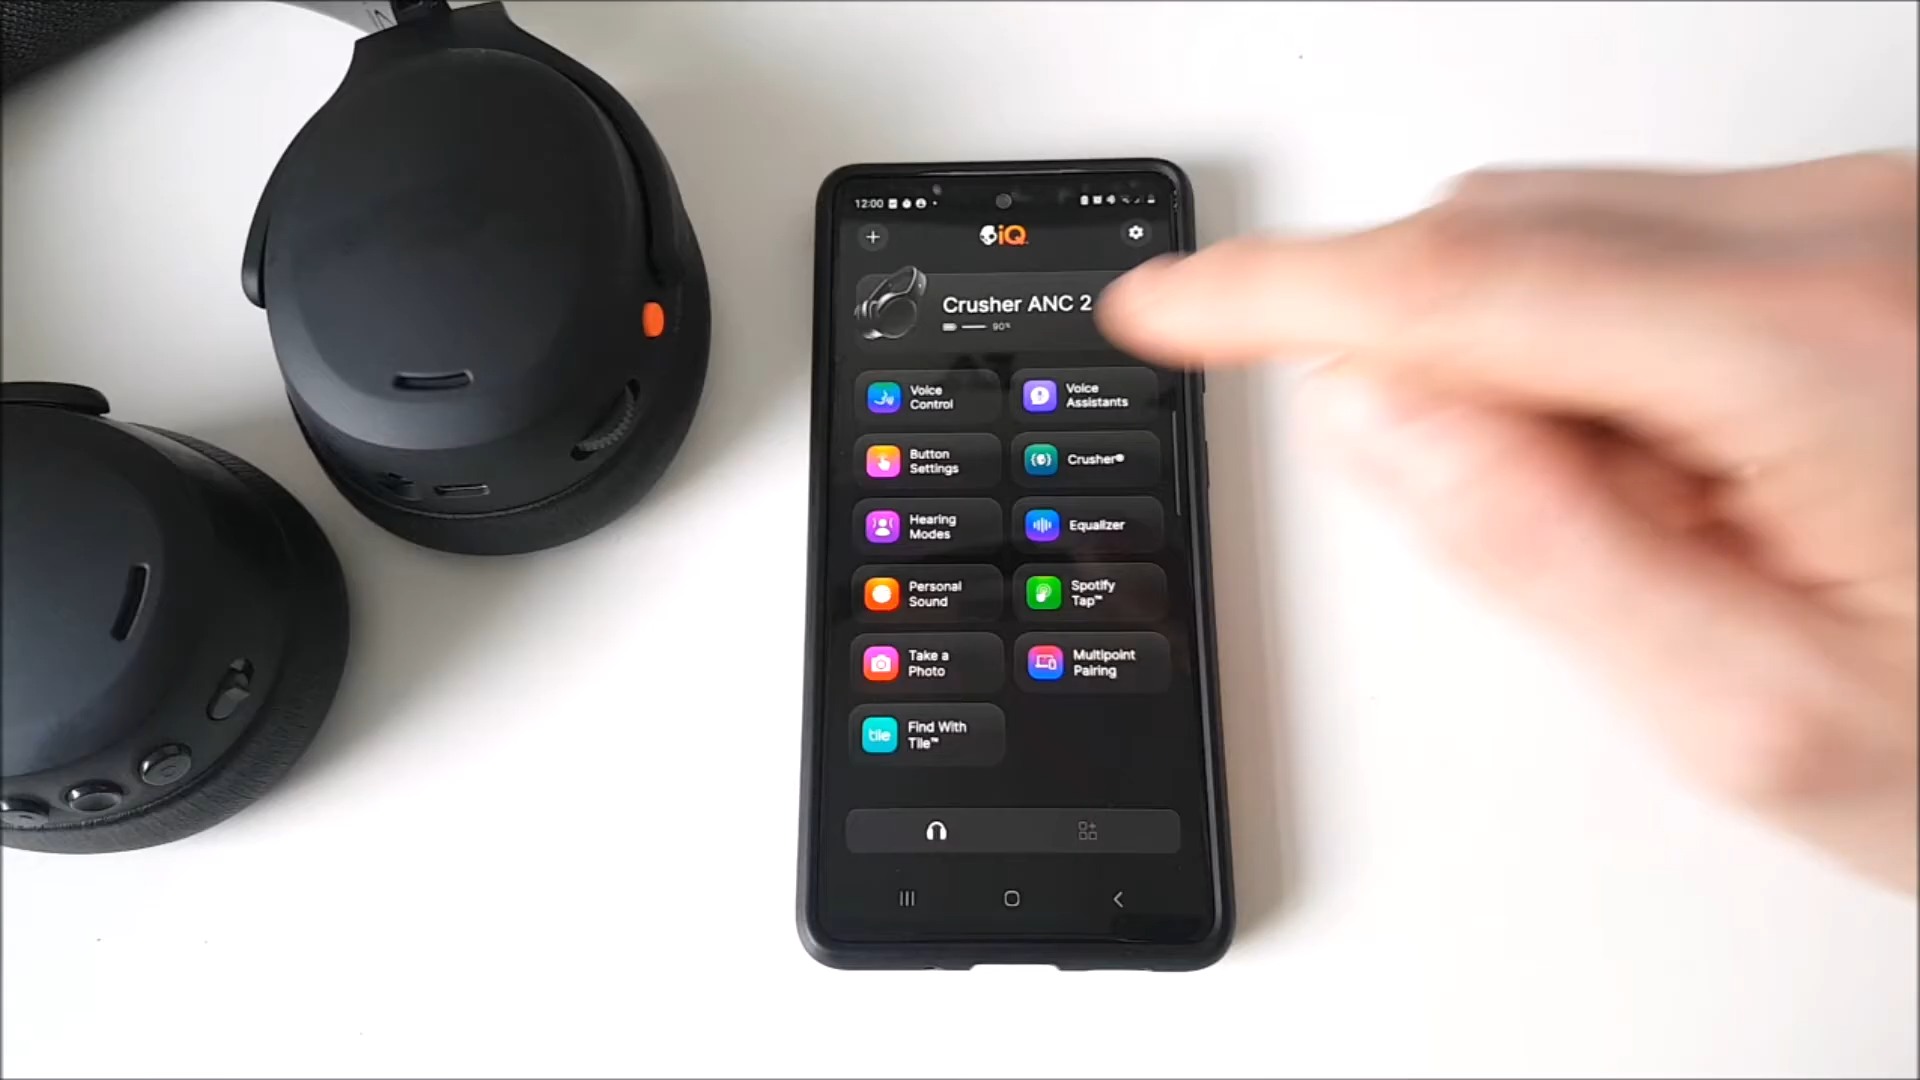 12:00
iQ
Crusher ANC 2
90%
Voice
Control
Voice
Assistants
Button
Settings
Crusher®
Hearing
Modes
Equalizer
Personal
Sound
Spotify
Tap™
Take a
Photo
Multipoint
Pairing
tile
Find With
Tile™